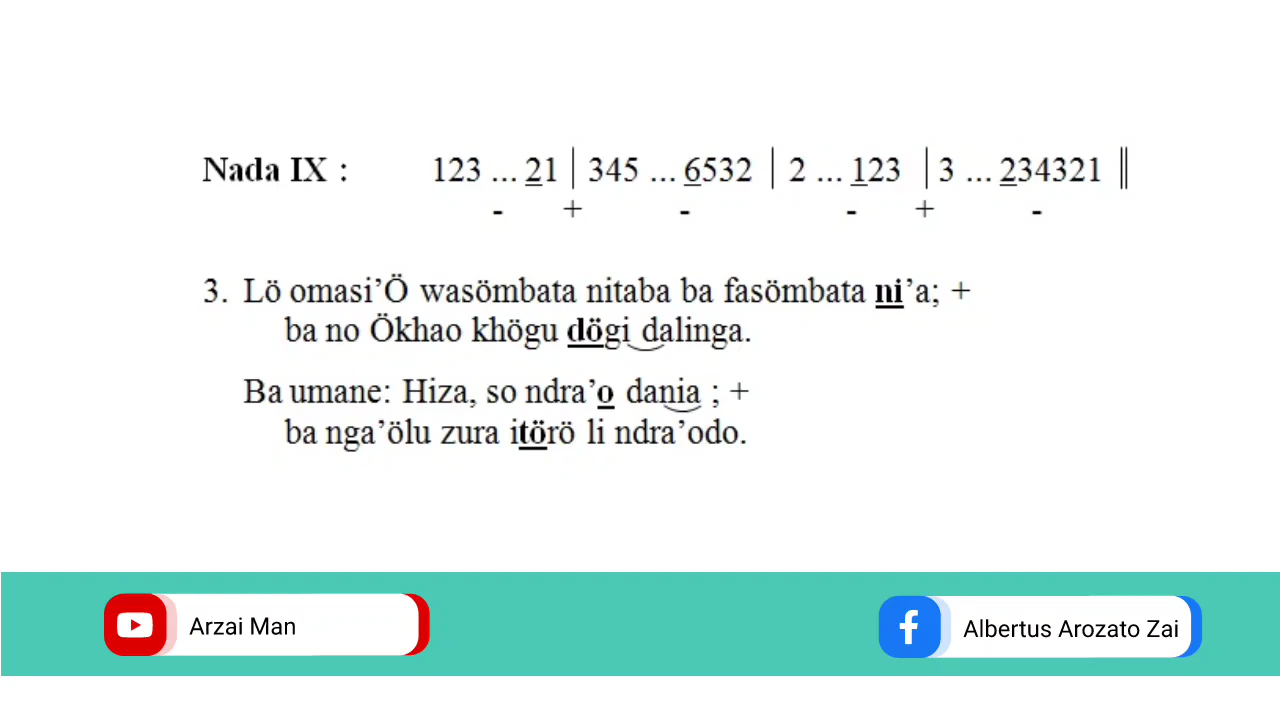 Nada IX : 123 ... 21 | 345 ... 6532 | 2 ... 123 | 3 ... 234321 ||
- + - - + -
3. Lö omasi’Ö wasömbata nitaba ba fasömbata ni’a; +
ba no Ökhao khögu dögi dalinga.
Ba umane: Hiza, so ndra’o dania ; +
ba nga’ölu zura itörö li ndra’odo.
Arzai Man
Albertus Arozato Zai